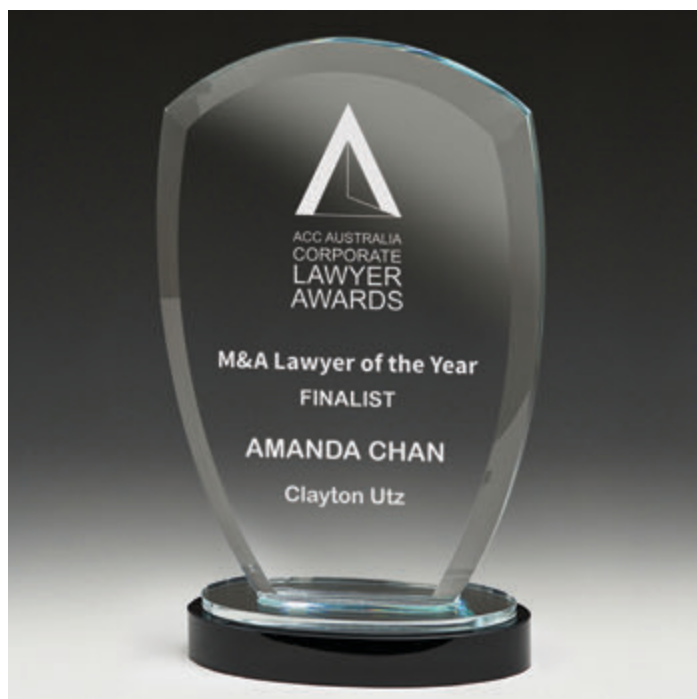 ACC AUSTRALIA
CORPORATE
LAWYER
AWARDS
M&A Lawyer of the Year
FINALIST
AMANDA CHAN
Clayton Utz